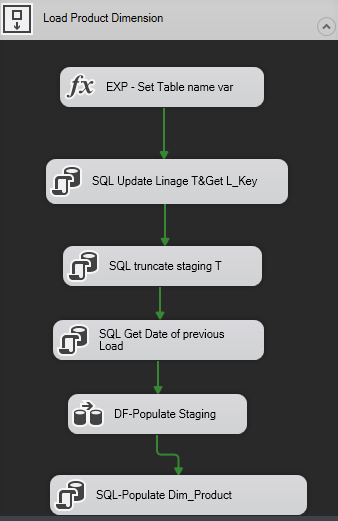 Load Product Dimension
fx EXP - Set Table name var
SQL Update Linage T&Get L_Key
SQL truncate staging T
SQL Get Date of previous
Load
DF-Populate Staging
SQL-Populate Dim_Product